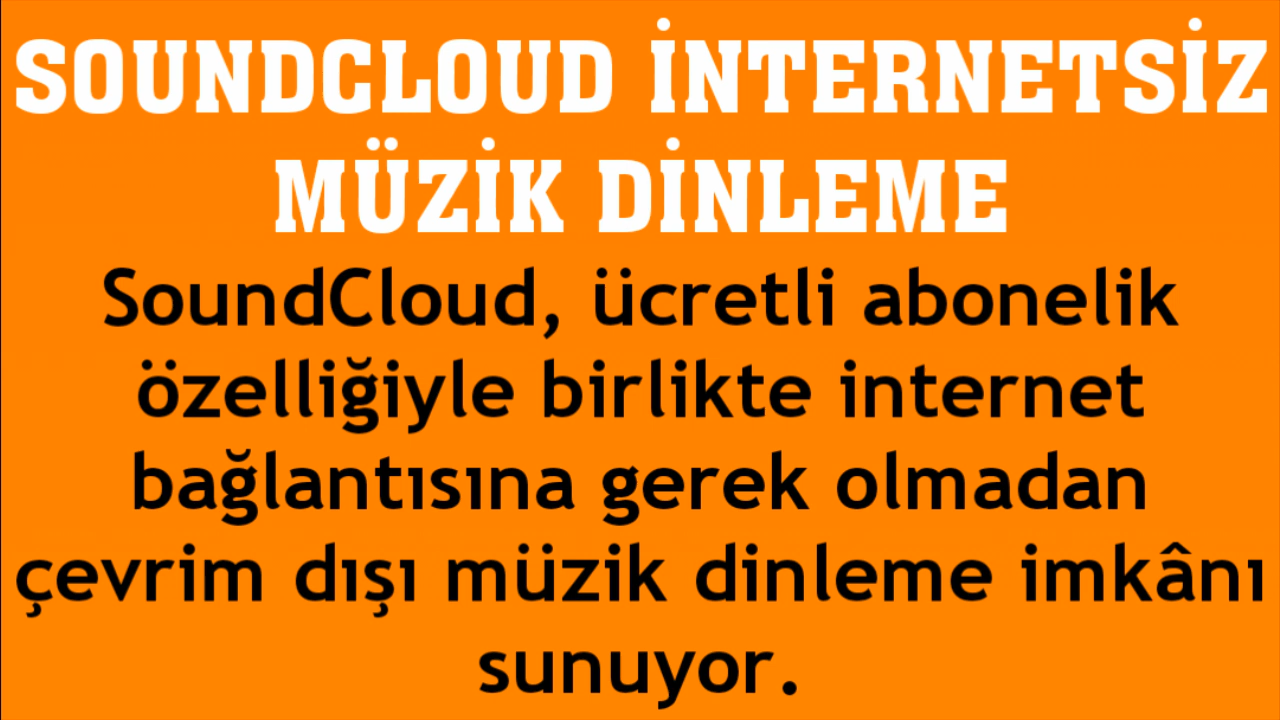 SOUNDCLOUD İNTERNETSİZ
MÜZİK DİNLEME
SoundCloud, ücretli abonelik
özelliğiyle birlikte internet
bağlantısına gerek olmadan
çevrim dışı müzik dinleme imkânı
sunuyor.